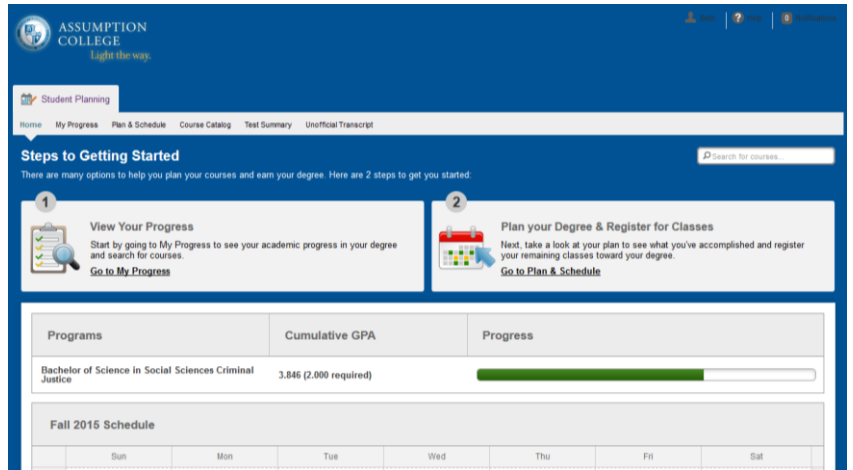 ASSUMPTION
COLLEGE
Light the way.
Student Planning
Home My Progress Plan & Schedule Course Catalog Test Summary Unofficial Transcript
Steps to Getting Started
Search for courses...
There are many options to help you plan your courses and earn your degree. Here are 2 steps to get you started:
1
View Your Progress
Start by going to My Progress to see your academic progress in your degree
and search for courses.
Go to My Progress
2
Plan your Degree & Register for Classes
Next, take a look at your plan to see what you've accomplished and register
your remaining classes toward your degree.
Go to Plan & Schedule
Programs Cumulative GPA Progress
Bachelor of Science in Social Sciences Criminal
Justice
3.846 (2.000 required)
Fall 2015 Schedule
Sun Mon Tue Wed Thu Fri Sat